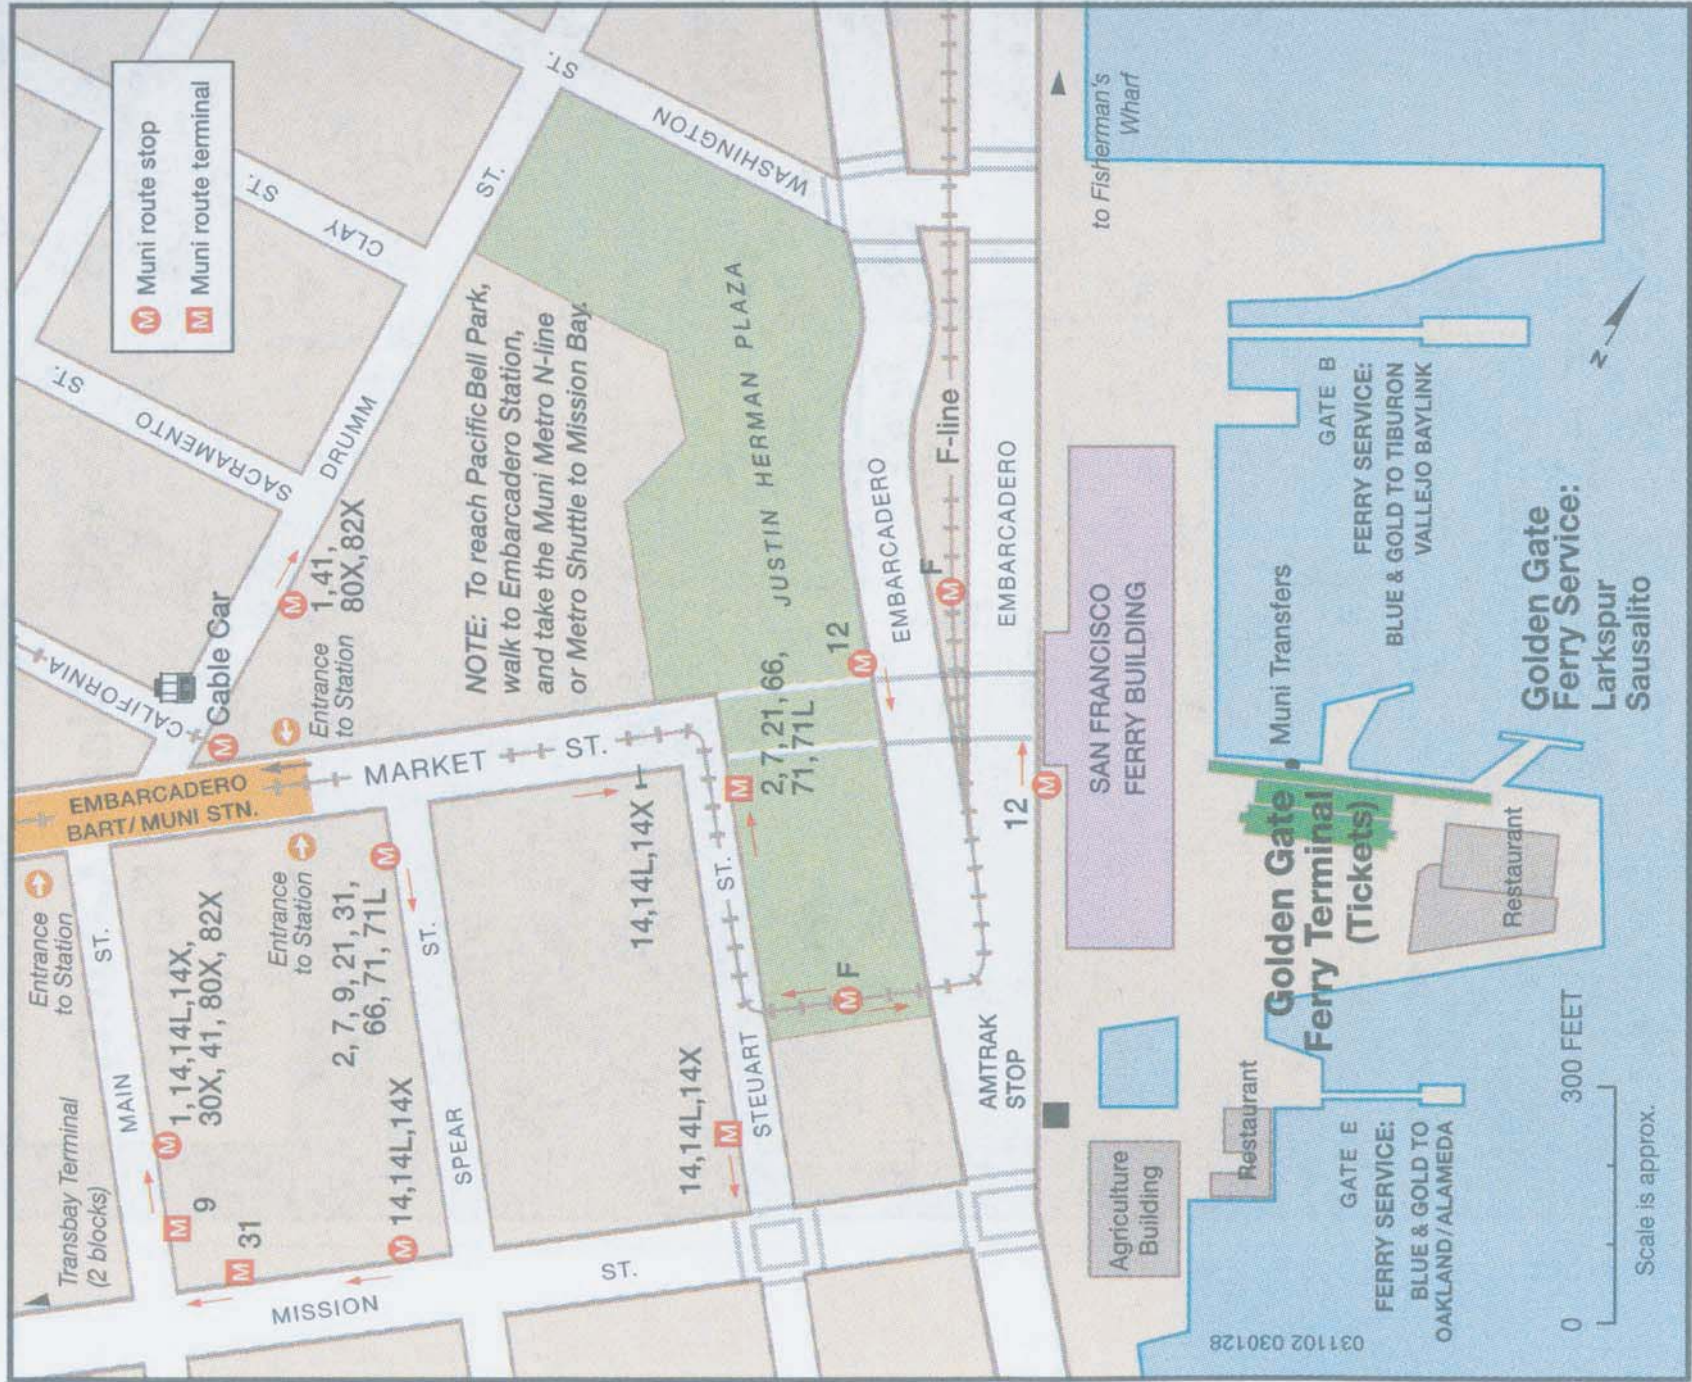 Muni route stop
Muni route terminal
M
M
ST.
CLAY
ST.
SACRAMENTO
ST.
WASHINGTON
ST.
DRUMM
CALIFORNIA
Cable Car
M
M
1, 41,
80X, 82X
Entrance
to Station
NOTE: To reach Pacific Bell Park,
walk to Embarcadero Station,
and take the Muni Metro N-line
or Metro Shuttle to Mission Bay.
EMBARCADERO
BART/MUNI STN.
MARKET
ST.
Entrance
to Station
ST.
MAIN
Transbay Terminal
(2 blocks)
M
1, 14, 14L, 14X,
30X, 41, 80X, 82X
M
9
M
31
Entrance
to Station
2, 7, 9, 21, 31,
66, 71, 71L
M
ST.
SPEAR
M
14, 14L, 14X
MISSION
ST.
14, 14L, 14X
14, 14L, 14X
M
ST.
STEUART
JUSTIN HERMAN PLAZA
M
2, 7, 21, 66,
71, 71L
12
M
M
F
EMBARCADERO
F-line
F
M
EMBARCADERO
12
M
AMTRAK
STOP
to Fisherman's
Wharf
SAN FRANCISCO
FERRY BUILDING
Agriculture
Building
Restaurant
Muni Transfers
Golden Gate
Ferry Terminal
(Tickets)
Restaurant
GATE B
FERRY SERVICE:
BLUE & GOLD TO TIBURON
VALLEJO BAYLINK
Golden Gate
Ferry Service:
Larkspur
Sausalito
GATE E
FERRY SERVICE:
BLUE & GOLD TO
OAKLAND/ALAMEDA
031102 030128
0
300 FEET
Scale is approx.
N